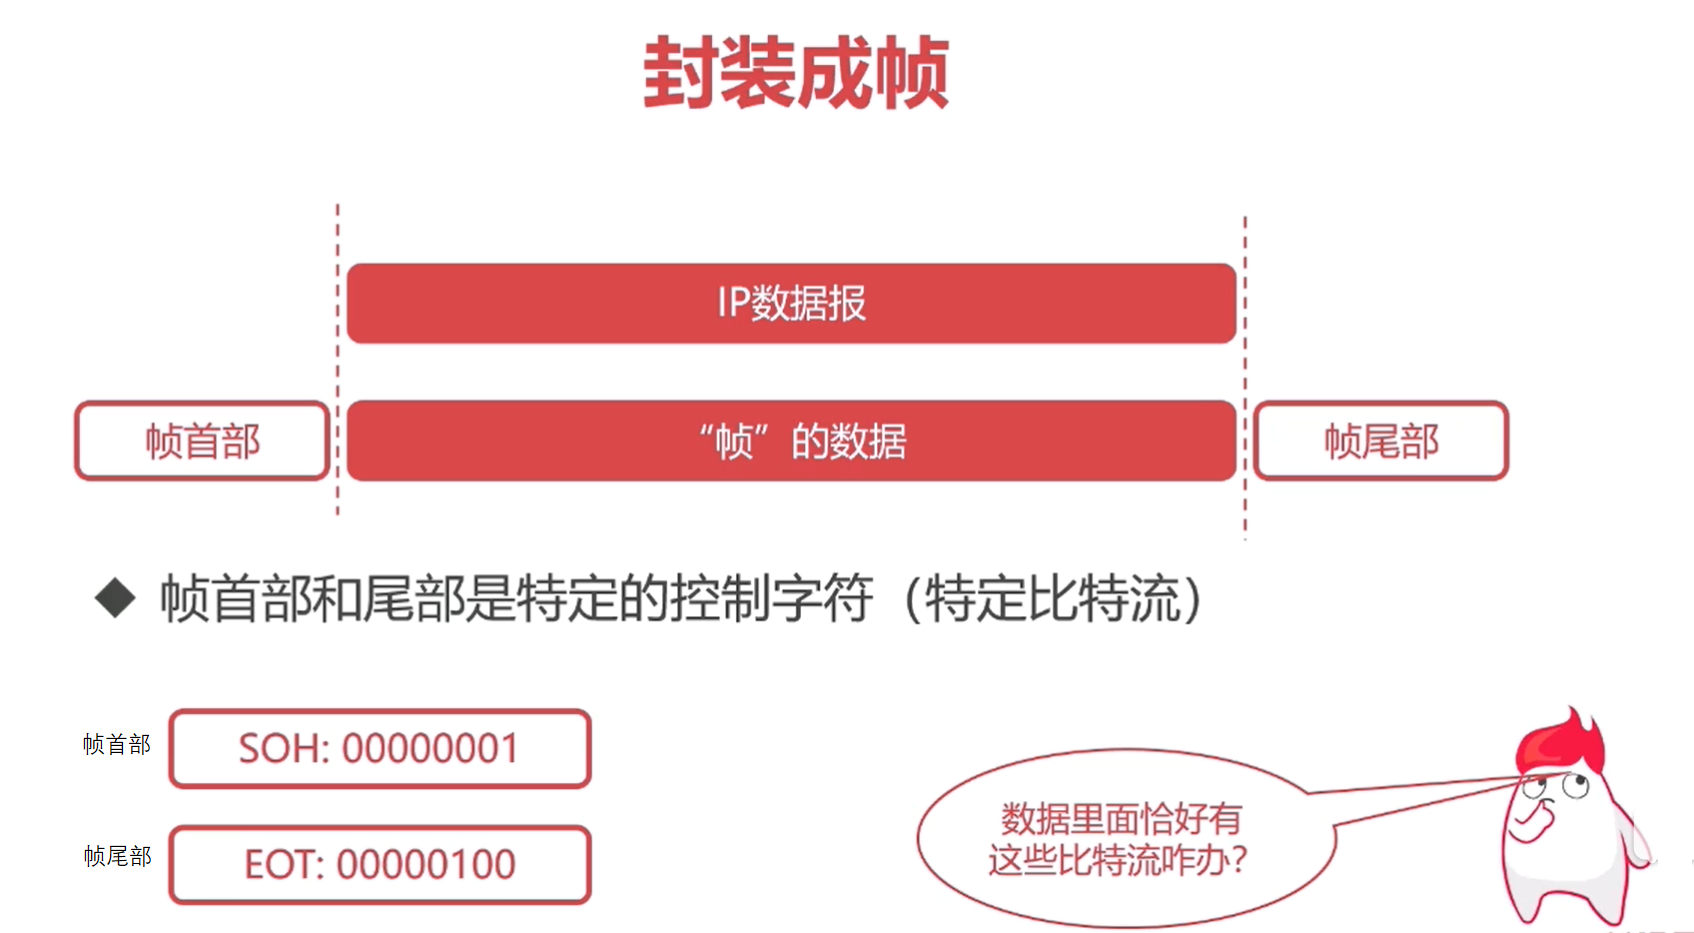 封装成帧
IP数据报
帧首部
“帧”的数据
帧尾部
帧首部和尾部是特定的控制字符（特定比特流）
帧首部
SOH: 00000001
帧尾部
EOT: 00000100
数据里面恰好有
这些比特流咋办?